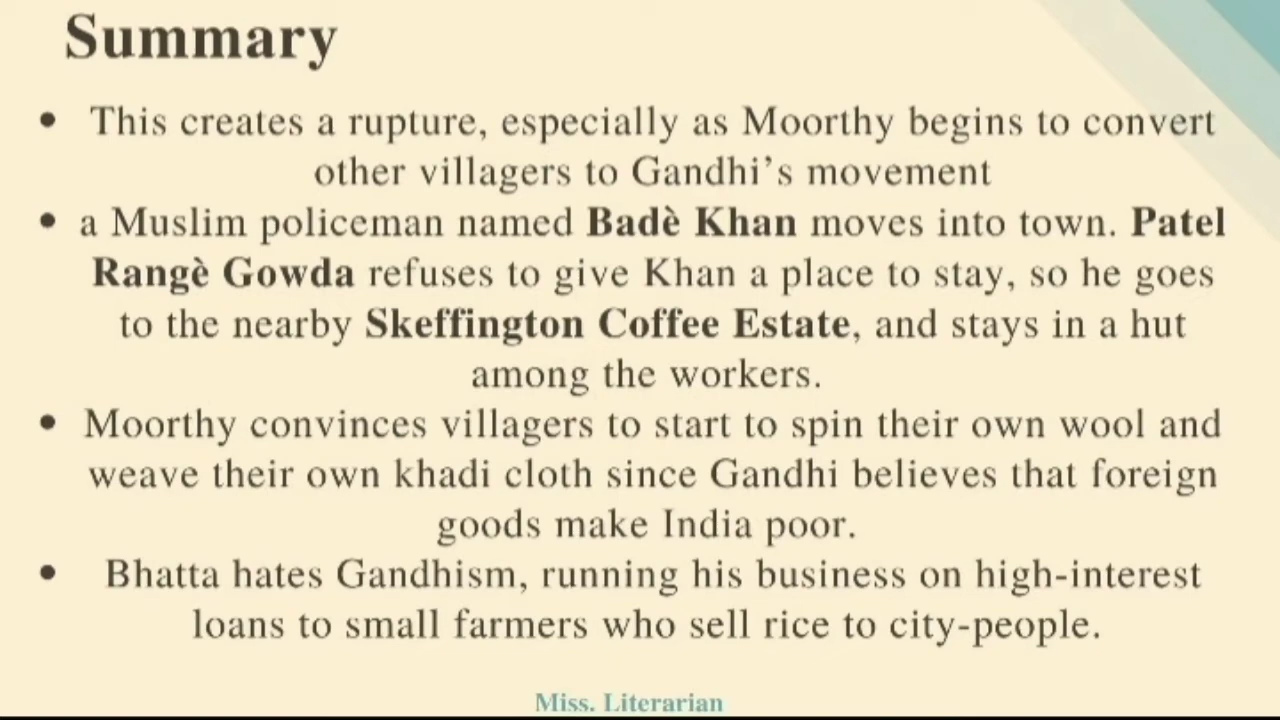 Summary
• This creates a rupture, especially as Moorthy begins to convert
other villagers to Gandhi's movement
• a Muslim policeman named Badè Khan moves into town. Patel
Rangè Gowda refuses to give Khan a place to stay, so he goes
to the nearby Skeffington Coffee Estate, and stays in a hut
among the workers.
• Moorthy convinces villagers to start to spin their own wool and
weave their own khadi cloth since Gandhi believes that foreign
goods make India poor.
• Bhatta hates Gandhism, running his business on high-interest
loans to small farmers who sell rice to city-people.
Miss. Literarian